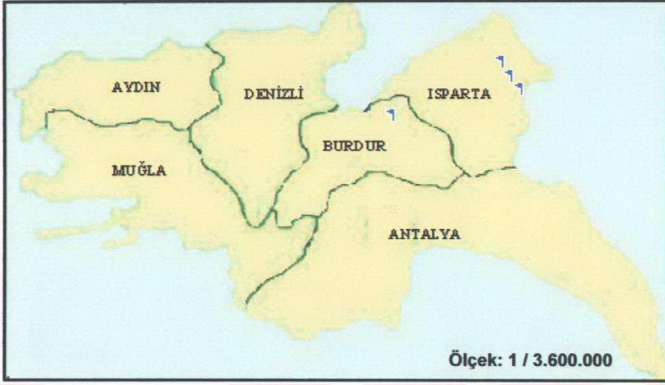 AYDIN
DENİZLİ
ISPARTA
BURDUR
MUĞLA
ANTALYA
Ölçek: 1 / 3.600.000